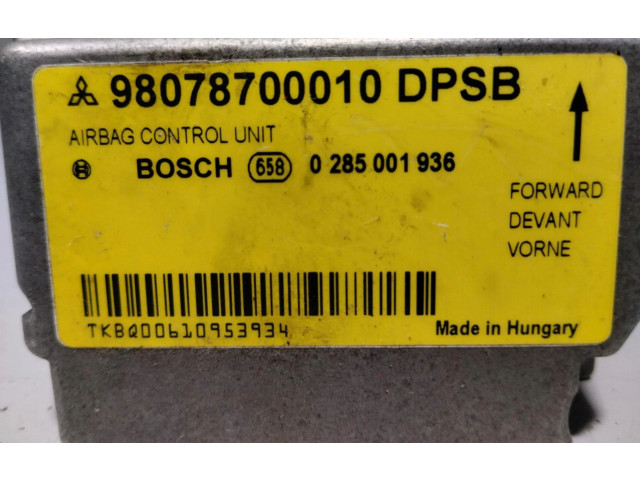 98078700010 DPSB
AIRBAG CONTROL UNIT
BOSCH 658 0 285 001 936
FORWARD
DEVANT
VORNE
TKBQ00610953934
Made in Hungary